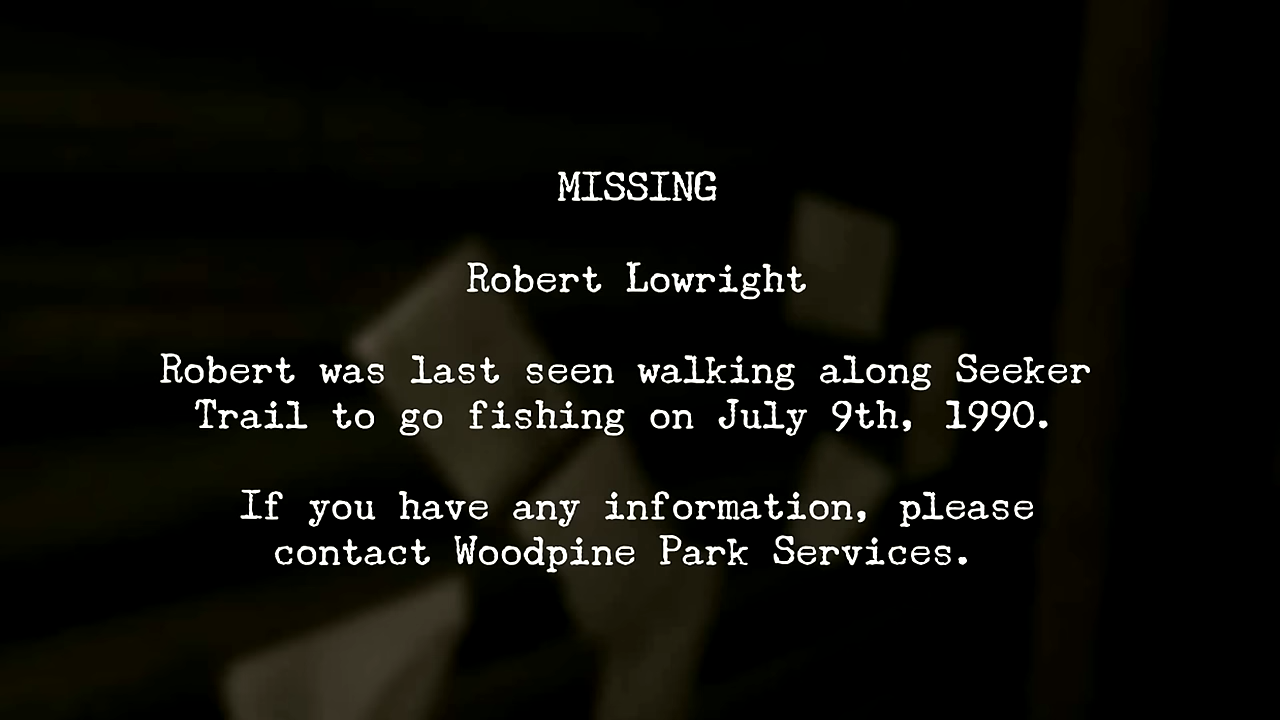 MISSING
Robert Lowright
Robert was last seen walking along Seeker
Trail to go fishing on July 9th, 1990.
If you have any information, please
contact Woodpine Park Services.